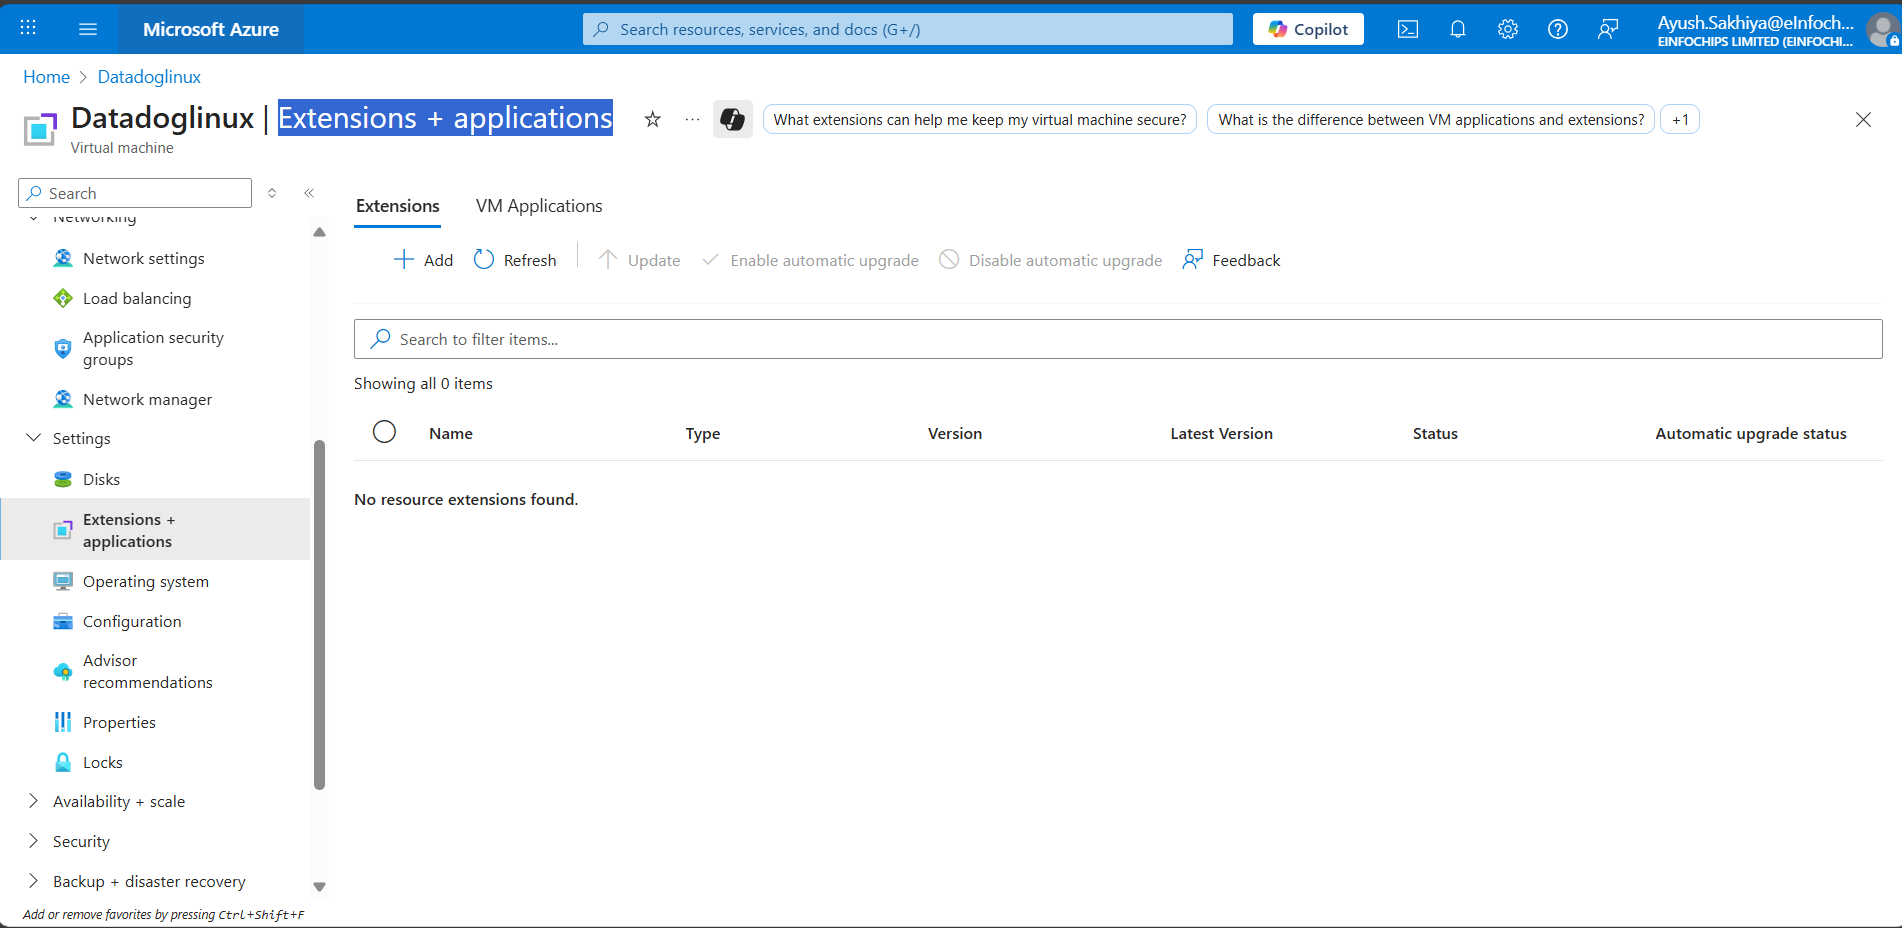 Microsoft Azure
Search resources, services, and docs (G+/)
Copilot
Ayush.Sakhiya@eInfoch...
EINFOCHIPS LIMITED (EINFOCHI...
Home > Datadoglinux
Datadoglinux | Extensions + applications
Virtual machine
What extensions can help me keep my virtual machine secure?
What is the difference between VM applications and extensions?
+1
Search
Networking
Network settings
Load balancing
Application security
groups
Network manager
Settings
Disks
Extensions +
applications
Operating system
Configuration
Advisor
recommendations
Properties
Locks
Availability + scale
Security
Backup + disaster recovery
Add or remove favorites by pressing Ctrl+Shift+F
Extensions
VM Applications
Add
Refresh
Update
Enable automatic upgrade
Disable automatic upgrade
Feedback
Search to filter items...
Showing all 0 items
Name
Type
Version
Latest Version
Status
Automatic upgrade status
No resource extensions found.